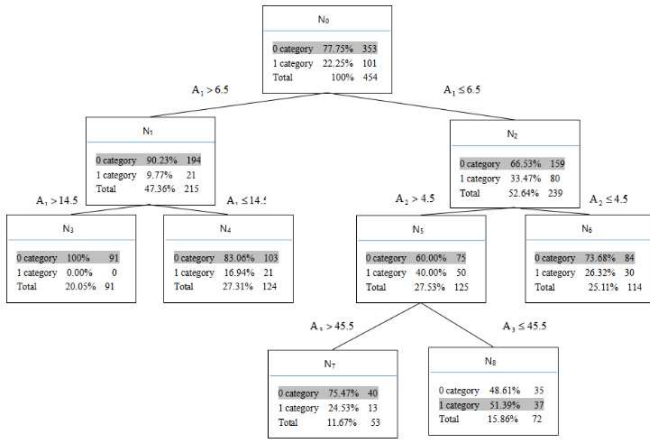 N₀
0 category 77.75% 353
1 category 22.25% 101
Total 100% 454
A₁ > 6.5
A₁ ≤ 6.5
N₁
0 category 90.23% 194
1 category 9.77% 21
Total 47.36% 215
N₂
0 category 66.53% 159
1 category 33.47% 80
Total 52.64% 239
A₁ > 14.5
A₁ ≤ 14.5
A₂ > 4.5
A₂ ≤ 4.5
N₃
0 category 100% 91
1 category 0.00% 0
Total 20.05% 91
N₄
0 category 83.06% 103
1 category 16.94% 21
Total 27.31% 124
N₅
0 category 60.00% 75
1 category 40.00% 50
Total 27.53% 125
N₆
0 category 73.68% 84
1 category 26.32% 30
Total 25.11% 114
A₃ > 45.5
A₃ ≤ 45.5
N₇
0 category 75.47% 40
1 category 24.53% 13
Total 11.67% 53
N₈
0 category 48.61% 35
1 category 51.39% 37
Total 15.86% 72